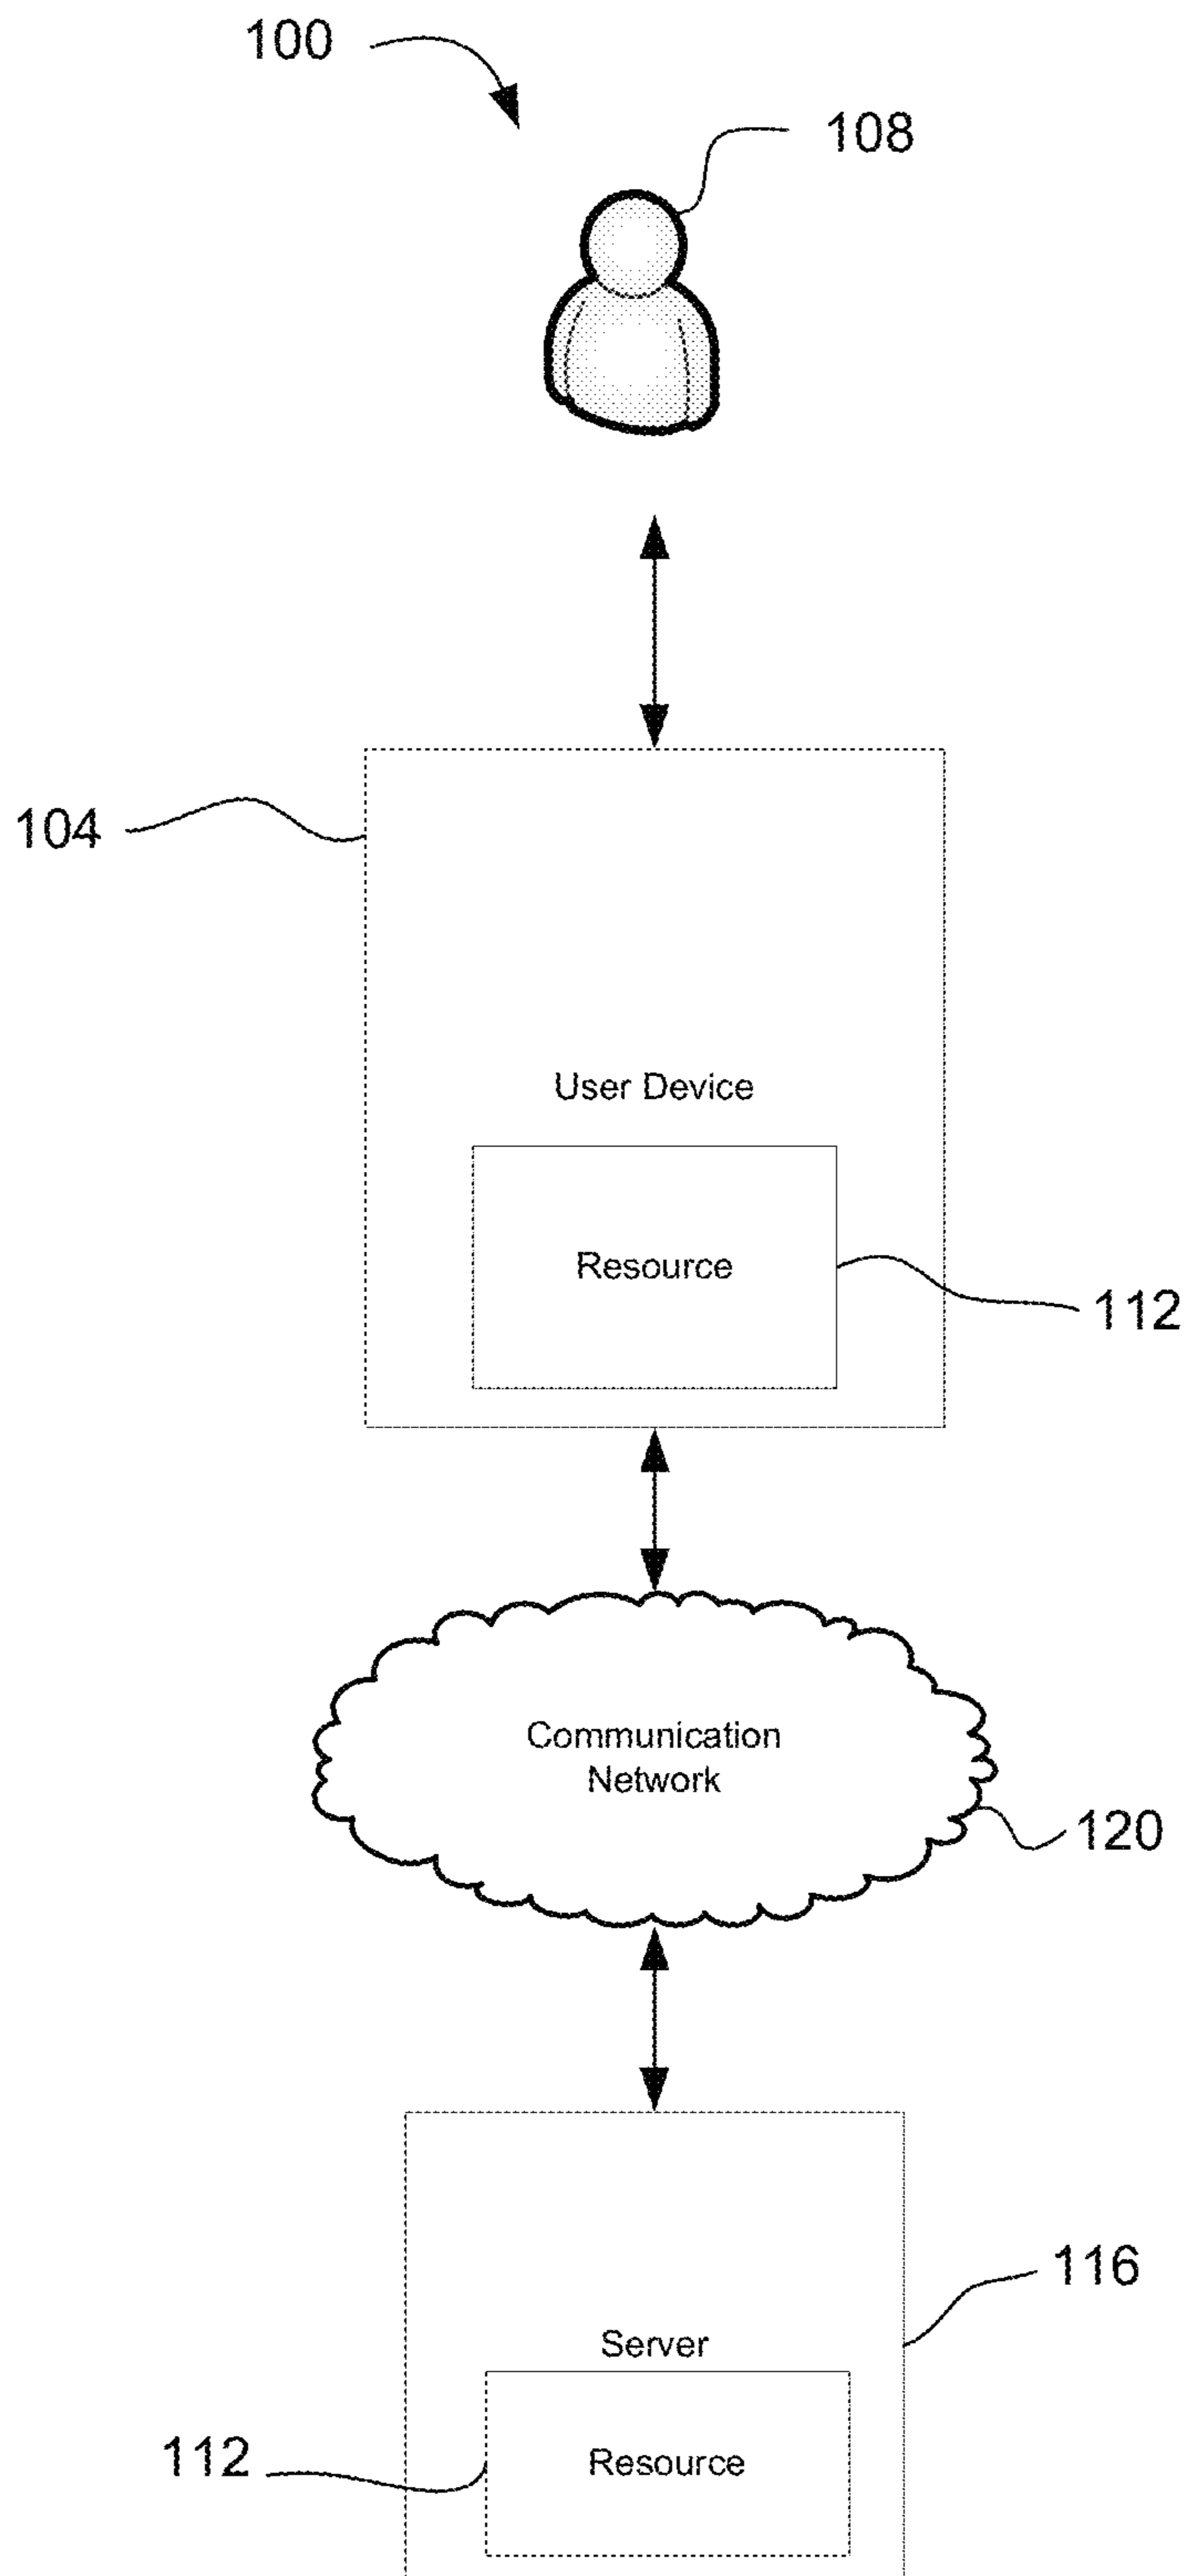 100
108
104
User Device
Resource
112
Communication
Network
120
116
Server
112
Resource